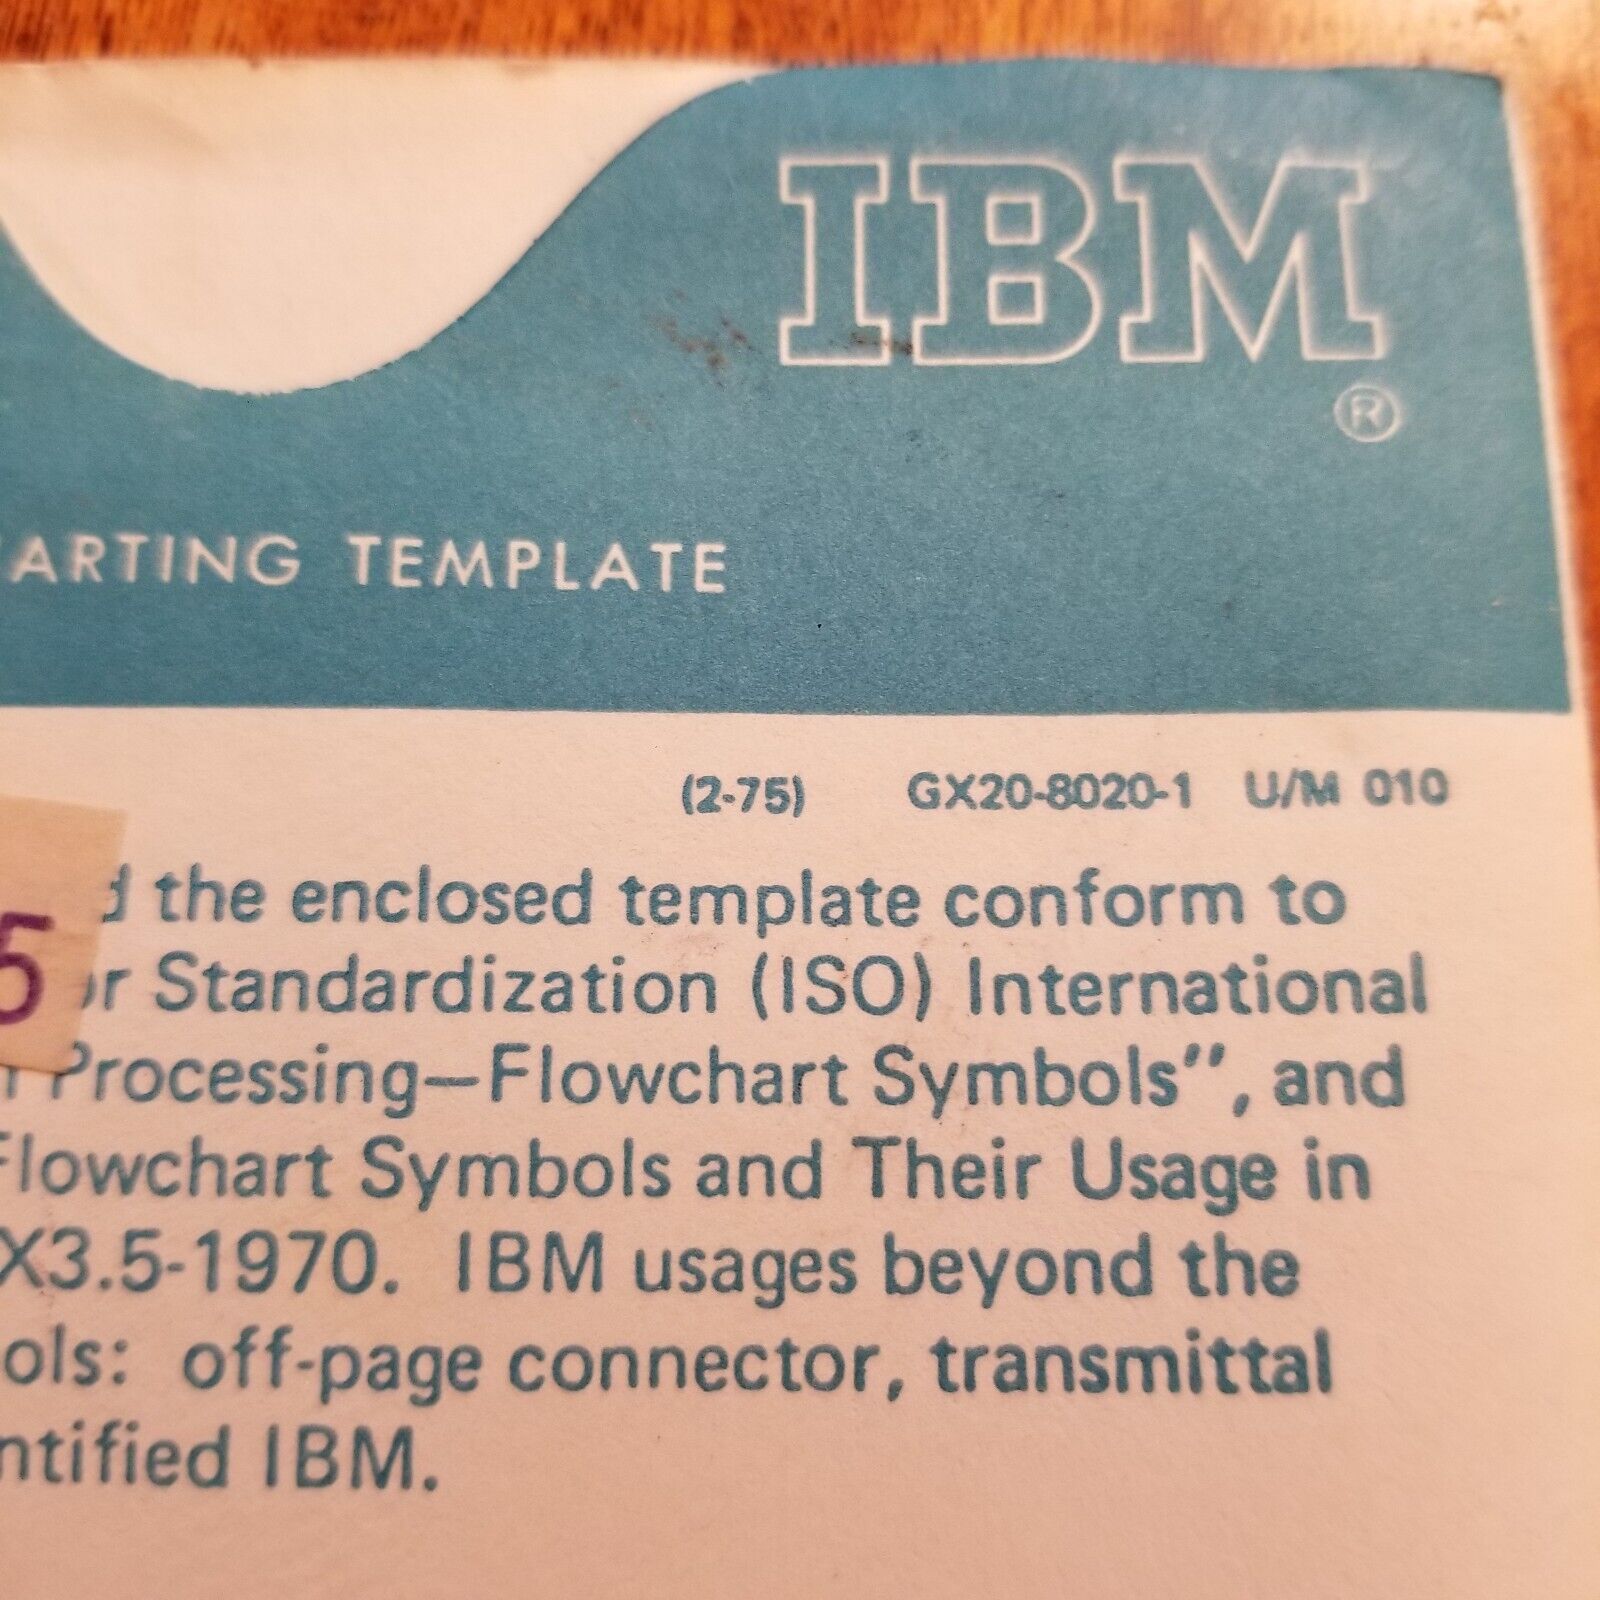 IBM
®
ARTING TEMPLATE
(2-75) GX20-8020-1 U/M 010
5
d the enclosed template conform to
or Standardization (ISO) International
n Processing—Flowchart Symbols”, and
Flowchart Symbols and Their Usage in
X3.5-1970. IBM usages beyond the
ols: off-page connector, transmittal
ntified IBM.